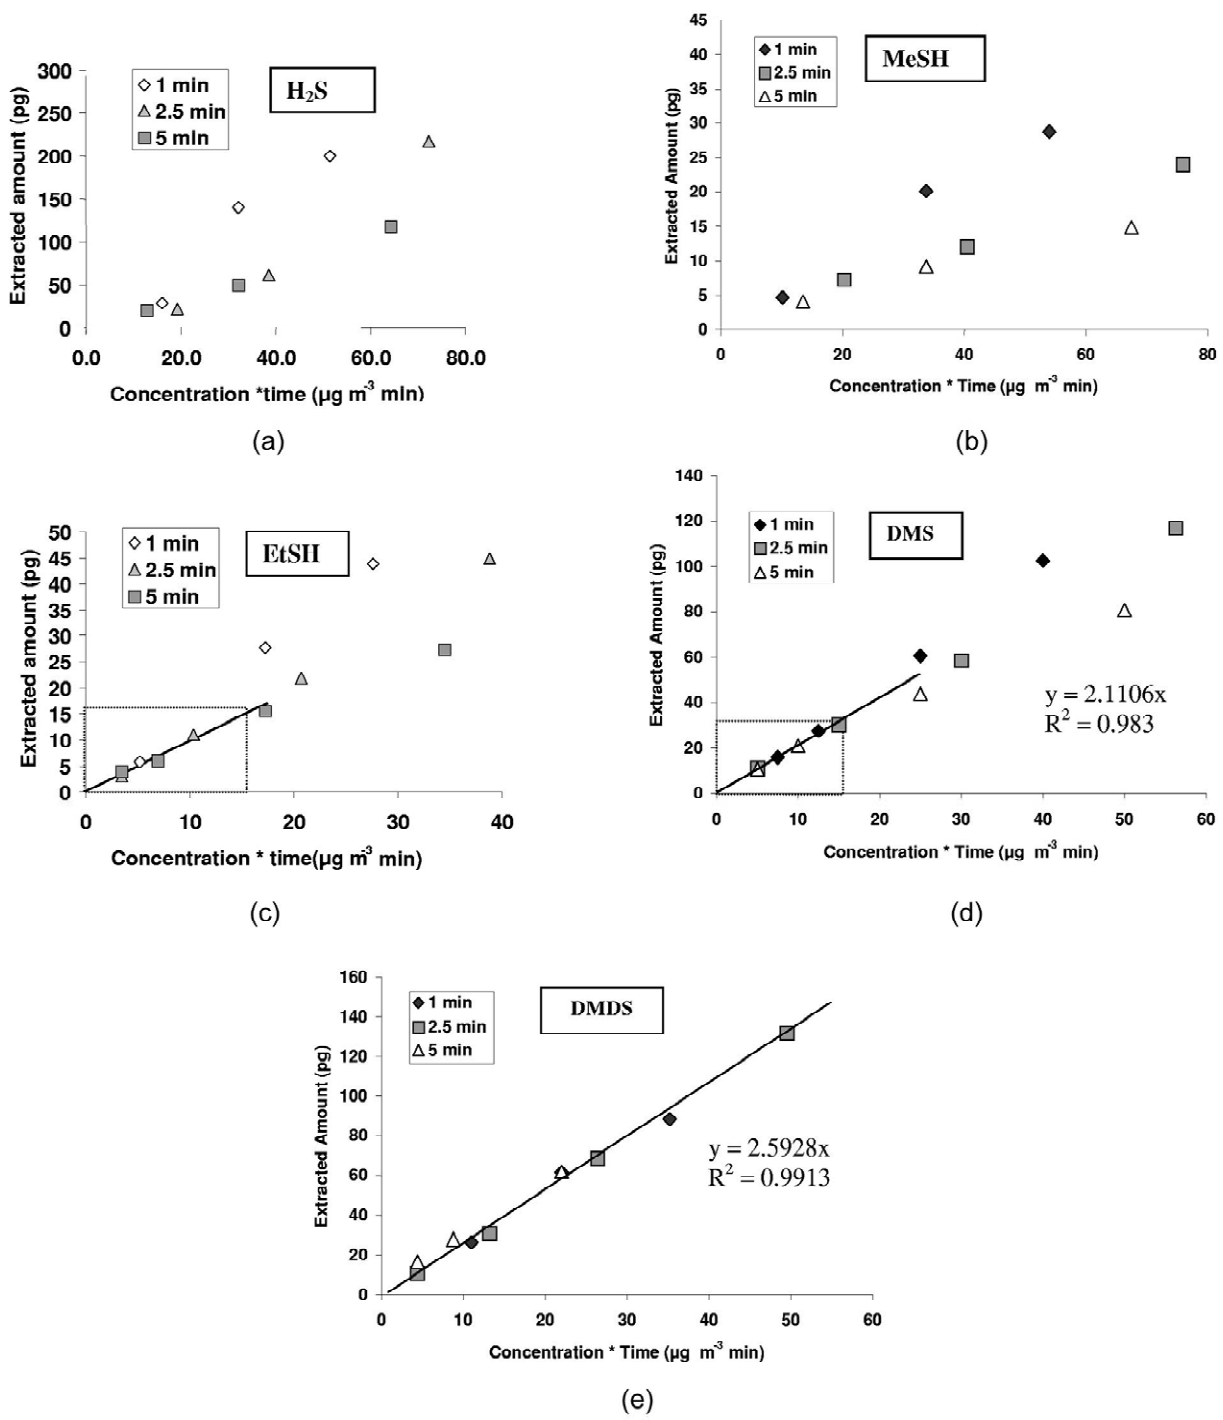 H₂S
1 min
2.5 min
5 min
Extracted amount (pg)
300
250
200
150
100
50
0
0.0 20.0 40.0 60.0 80.0
Concentration *time (µg m⁻³ min)
(a)
MeSH
1 min
2.5 min
5 min
Extracted Amount (pg)
45
40
35
30
25
20
15
10
5
0
0 20 40 60 80
Concentration * Time (µg m⁻³ min)
(b)
EtSH
1 min
2.5 min
5 min
Extracted amount (pg)
50
45
40
35
30
25
20
15
10
5
0
0 10 20 30 40
Concentration * time(µg m⁻³ min)
(c)
DMS
1 min
2.5 min
5 min
Extracted Amount (pg)
140
120
100
80
60
40
20
0
y = 2.1106x
R² = 0.983
0 10 20 30 40 50 60
Concentration * Time (µg m⁻³ min)
(d)
DMDS
1 min
2.5 min
5 min
Extracted Amount (pg)
160
140
120
100
80
60
40
20
0
y = 2.5928x
R² = 0.9913
0 10 20 30 40 50 60
Concentration * Time (µg m⁻³ min)
(e)